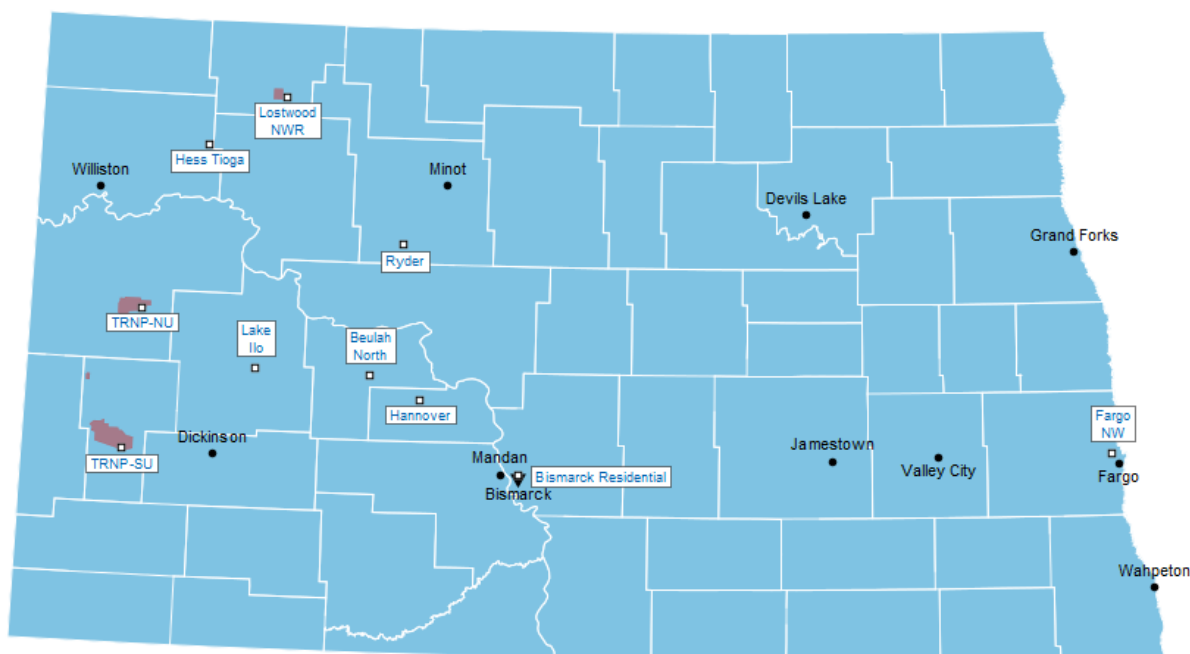 Lostwood
NWR
Hess Tioga
Williston
Minot
Devils Lake
Grand Forks
Ryder
TRNP-NU
Lake
Ilo
Beulah
North
Hannover
Fargo
NW
Dickinson
TRNP-SU
Mandan
Bismarck
Bismarck Residential
Jamestown
Valley City
Fargo
Wahpeton